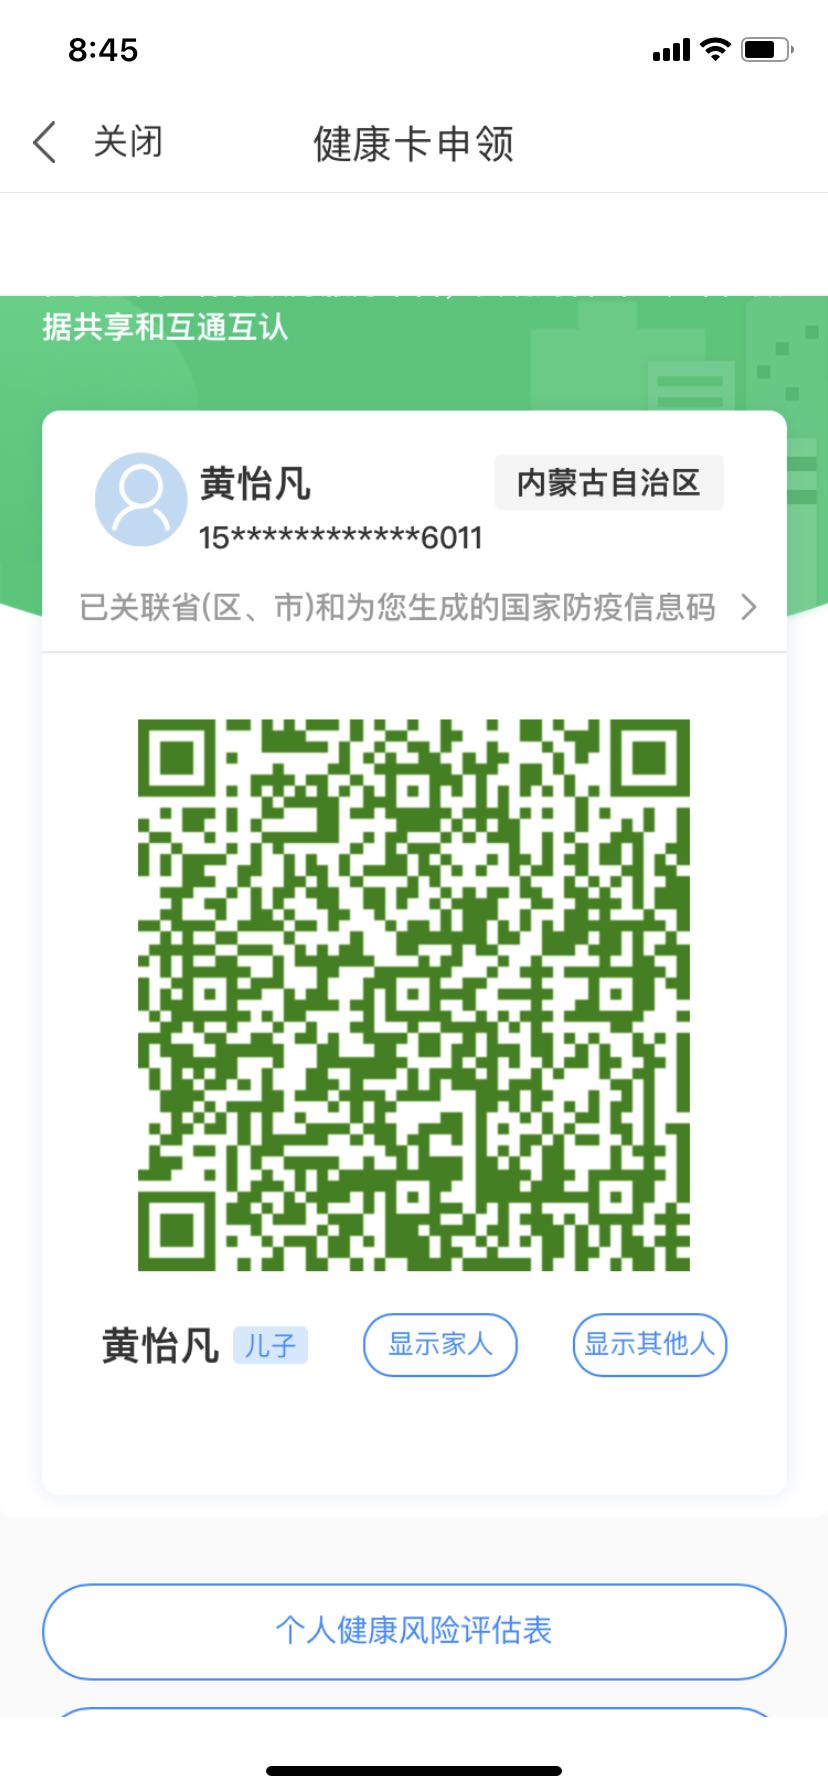 8:45
关闭
健康卡申领
据共享和互通互认
黄怡凡
内蒙古自治区
15************6011
已关联省(区、市)和为您生成的国家防疫信息码
黄怡凡 儿子 显示家人 显示其他人
个人健康风险评估表